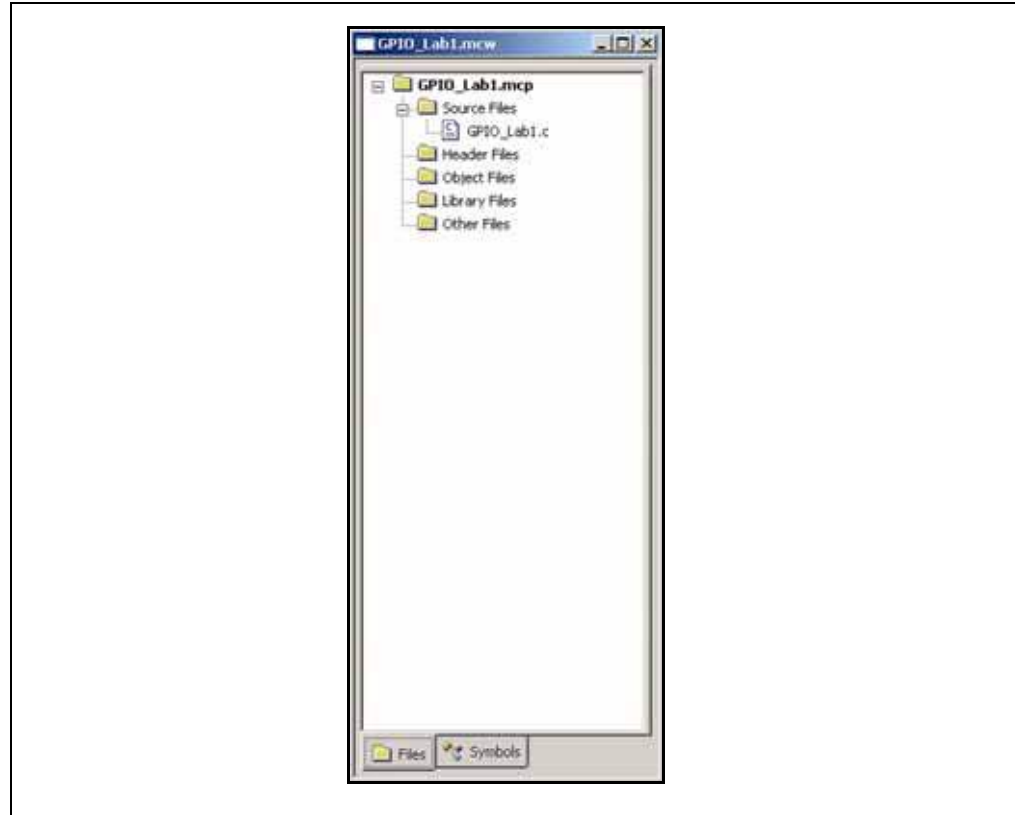 GPIO_Lab1.mcw
GPIO_Lab1.mcp
Source Files
GPIO_Lab1.c
Header Files
Object Files
Library Files
Other Files
Files Symbols